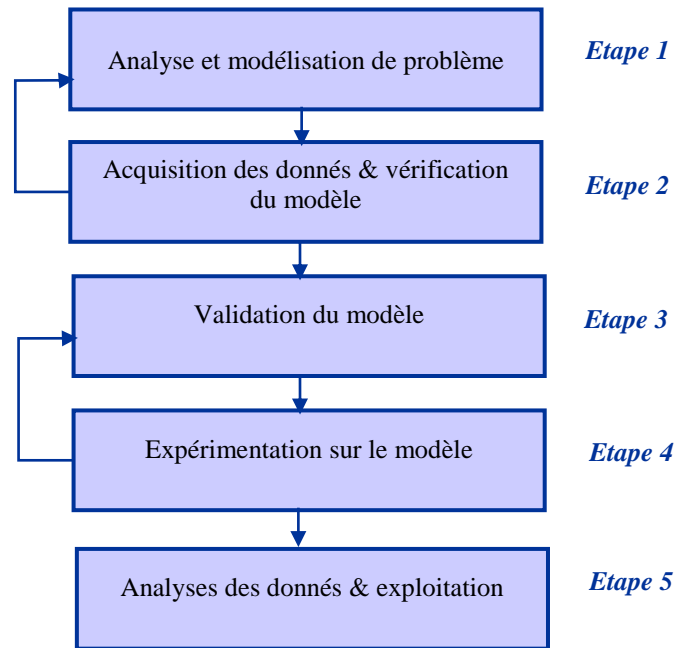 Analyse et modélisation de problème
Etape 1
Acquisition des donnés & vérification
du modèle
Etape 2
Validation du modèle
Etape 3
Expérimentation sur le modèle
Etape 4
Analyses des donnés & exploitation
Etape 5